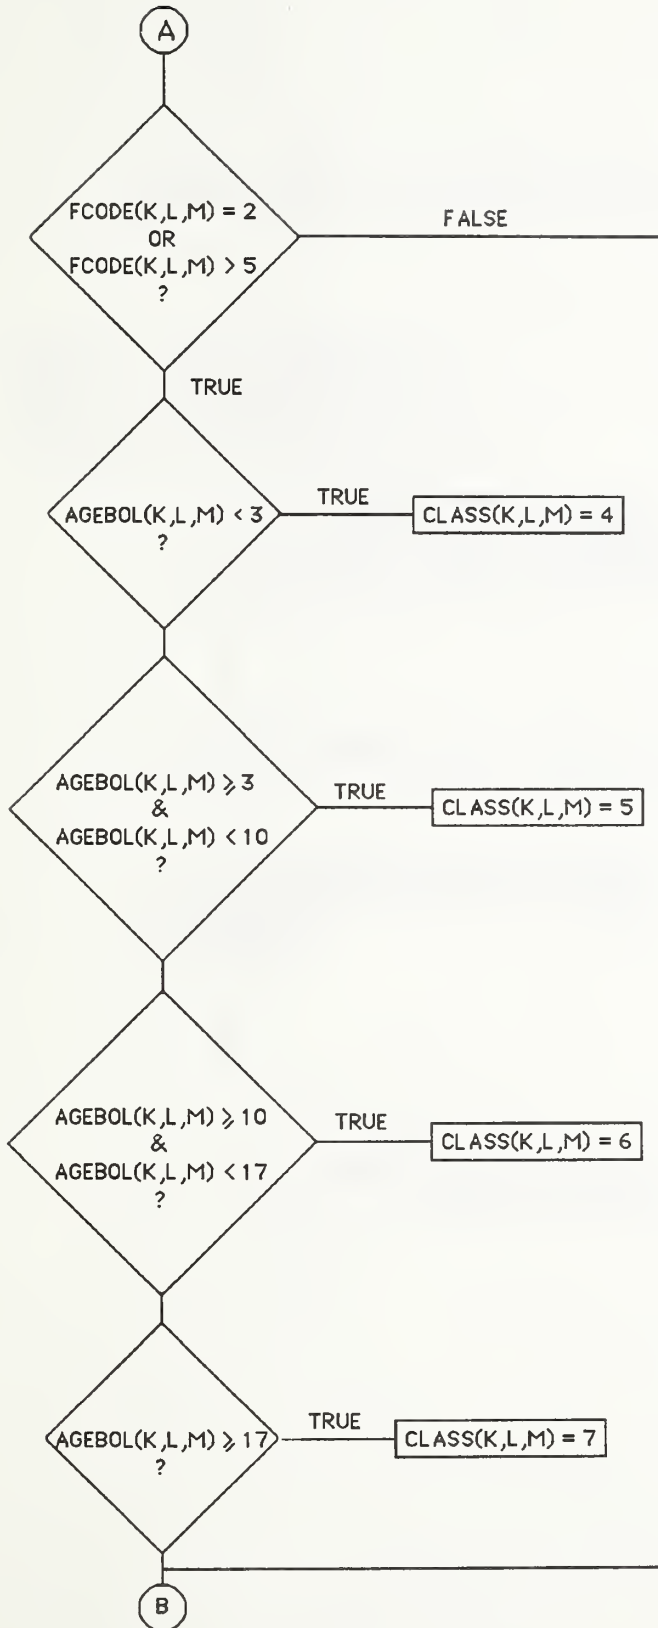 A
FCODE(K,L,M) = 2
OR
FCODE(K,L,M) > 5
?
FALSE
TRUE
AGEBOL(K,L,M) < 3
?
TRUE
CLASS(K,L,M) = 4
AGEBOL(K,L,M) ⩾ 3
&
AGEBOL(K,L,M) < 10
?
TRUE
CLASS(K,L,M) = 5
AGEBOL(K,L,M) ⩾ 10
&
AGEBOL(K,L,M) < 17
?
TRUE
CLASS(K,L,M) = 6
AGEBOL(K,L,M) ⩾ 17
?
TRUE
CLASS(K,L,M) = 7
B